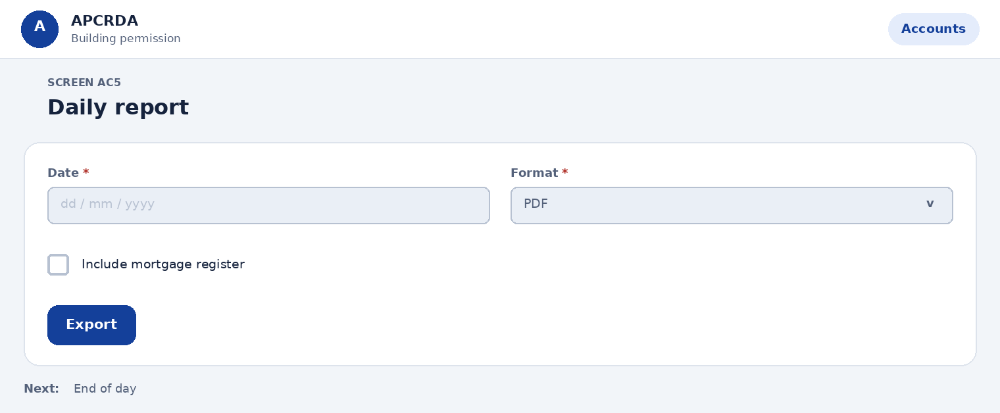 A
APCRDA
Building permission
Accounts
SCREEN AC5
Daily report
Date *
Format *
dd / mm / yyyy
PDF v
Include mortgage register
Export
Next: End of day